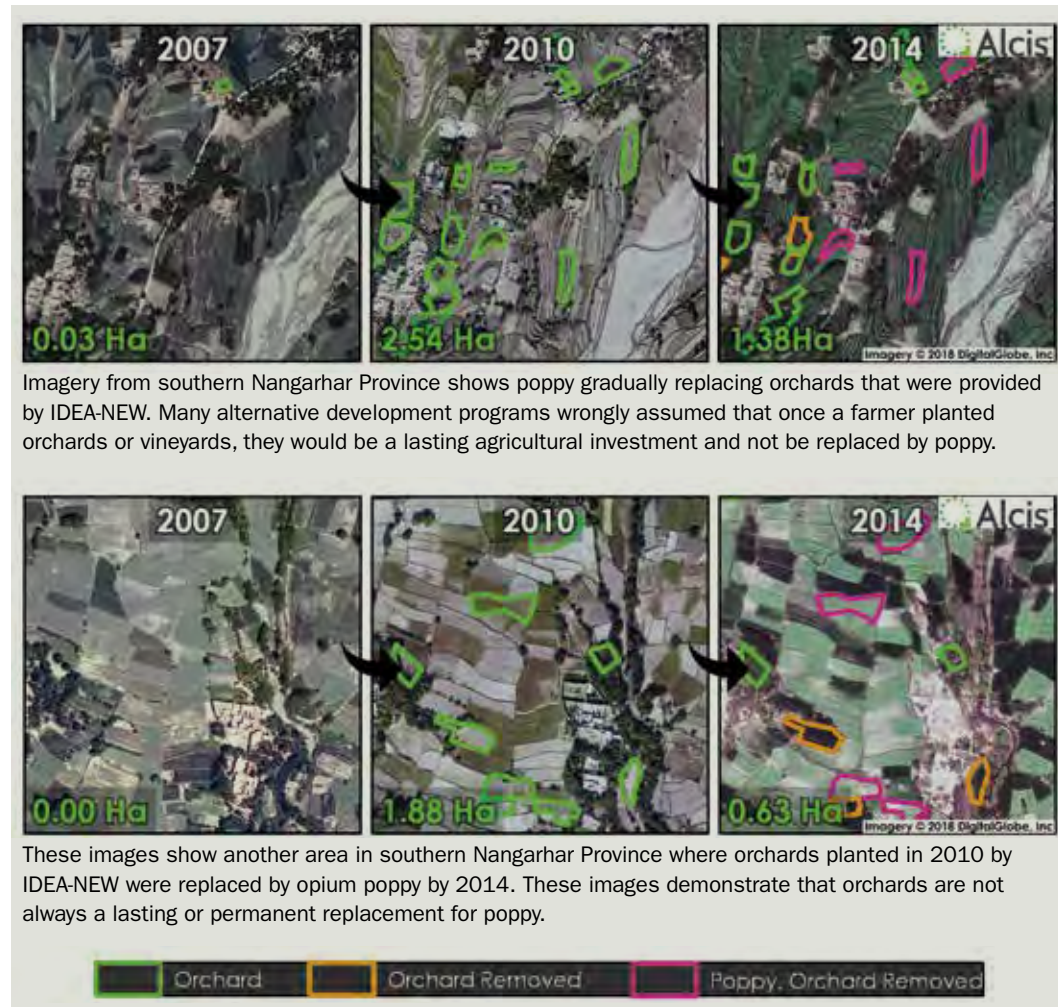 2007
2010
2014 Alcis
0.03 Ha
2.54 Ha
1.38Ha
Imagery © 2018 DigitalGlobe, Inc
Imagery from southern Nangarhar Province shows poppy gradually replacing orchards that were provided
by IDEA-NEW. Many alternative development programs wrongly assumed that once a farmer planted
orchards or vineyards, they would be a lasting agricultural investment and not be replaced by poppy.
2007
2010
2014 Alcis
0.00 Ha
1.88 Ha
0.63 Ha
Imagery © 2018 DigitalGlobe, Inc
These images show another area in southern Nangarhar Province where orchards planted in 2010 by
IDEA-NEW were replaced by opium poppy by 2014. These images demonstrate that orchards are not
always a lasting or permanent replacement for poppy.
Orchard
Orchard Removed
Poppy, Orchard Removed